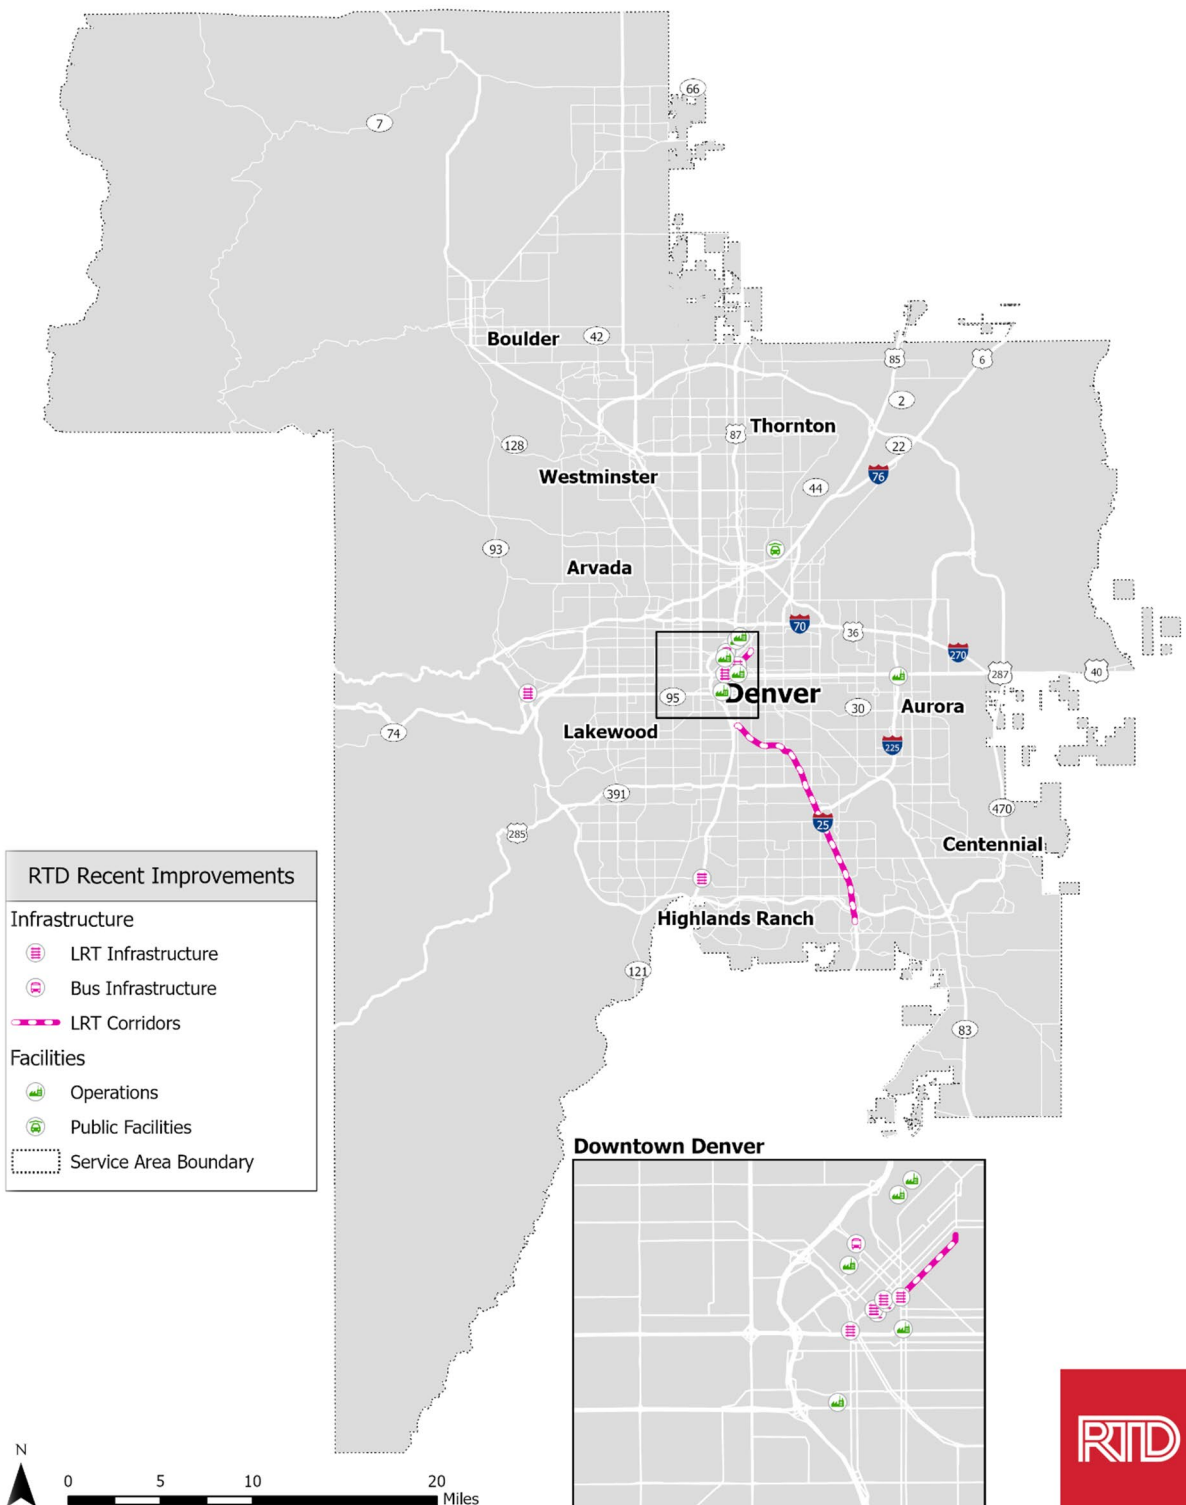 66
7
Boulder
42
85
6
2
Thornton
87
128
22
Westminster
76
44
93
Arvada
70
36
270
287
40
95
Denver
30
Aurora
74
Lakewood
225
391
470
25
285
Centennial
RTD Recent Improvements
Infrastructure
LRT Infrastructure
Bus Infrastructure
LRT Corridors
Facilities
Operations
Public Facilities
Service Area Boundary
Highlands Ranch
121
83
Downtown Denver
N
0 5 10 20
Miles
RTD